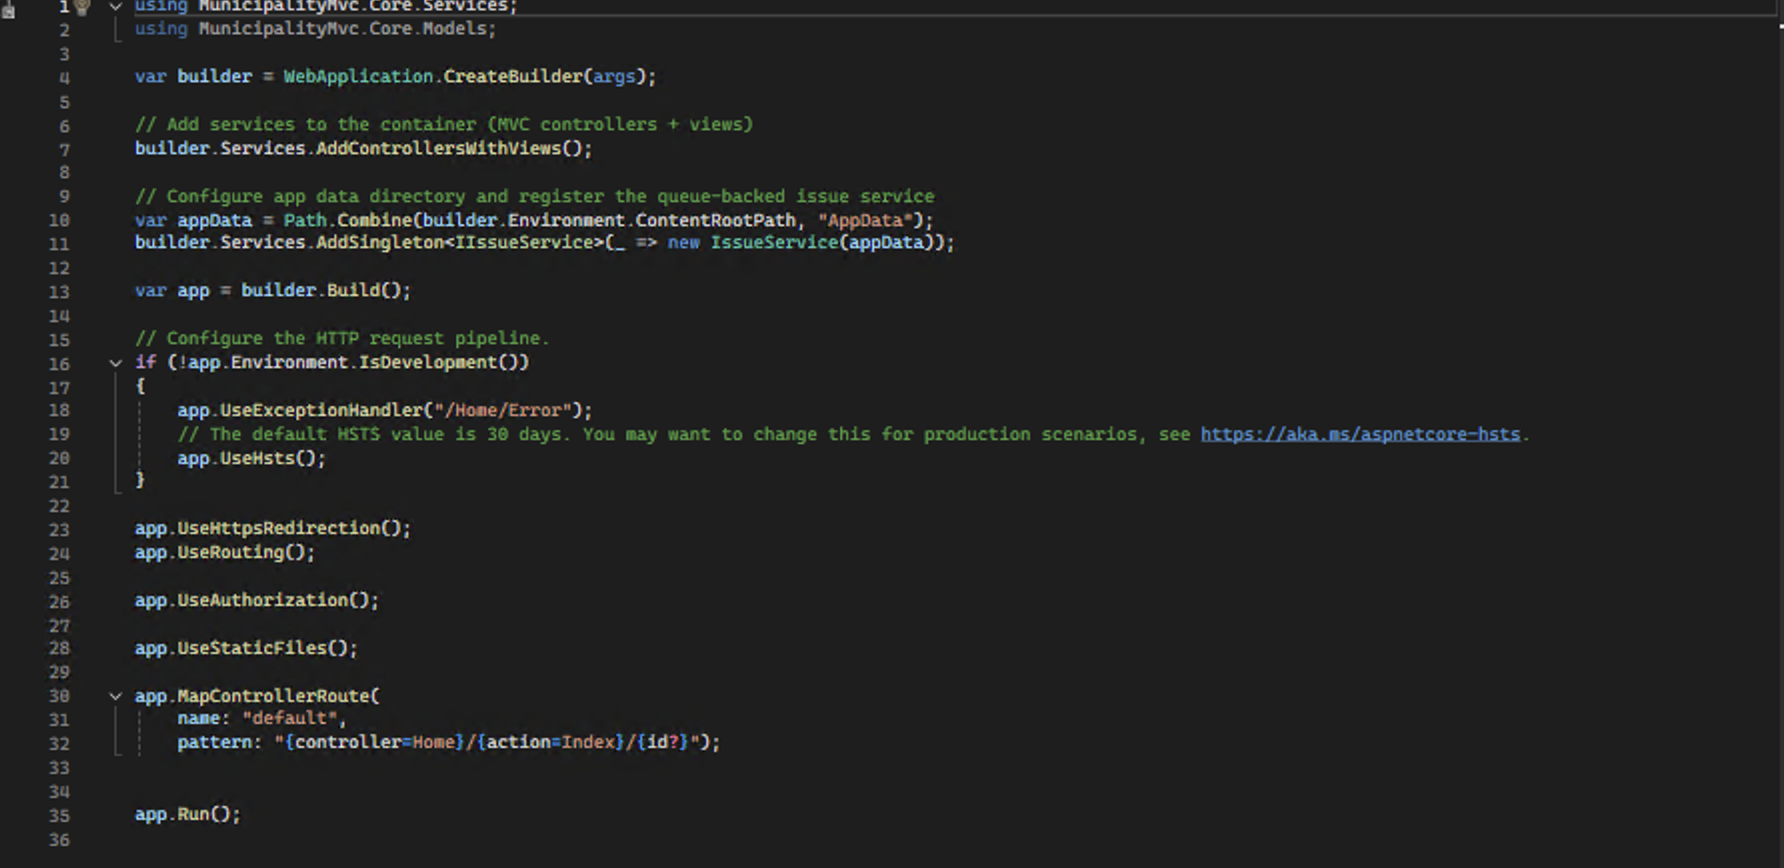 1 using MunicipalityMvc.Core.Services;
2 using MunicipalityMvc.Core.Models;
3
4 var builder = WebApplication.CreateBuilder(args);
5
6 // Add services to the container (MVC controllers + views)
7 builder.Services.AddControllersWithViews();
8
9 // Configure app data directory and register the queue-backed issue service
10 var appData = Path.Combine(builder.Environment.ContentRootPath, "AppData");
11 builder.Services.AddSingleton<IIssueService>(_ => new IssueService(appData));
12
13 var app = builder.Build();
14
15 // Configure the HTTP request pipeline.
16 if (!app.Environment.IsDevelopment())
17 {
18     app.UseExceptionHandler("/Home/Error");
19     // The default HSTS value is 30 days. You may want to change this for production scenarios, see https://aka.ms/aspnetcore-hsts.
20     app.UseHsts();
21 }
22
23 app.UseHttpsRedirection();
24 app.UseRouting();
25
26 app.UseAuthorization();
27
28 app.UseStaticFiles();
29
30 app.MapControllerRoute(
31     name: "default",
32     pattern: "{controller=Home}/{action=Index}/{id?}");
33
34
35 app.Run();
36